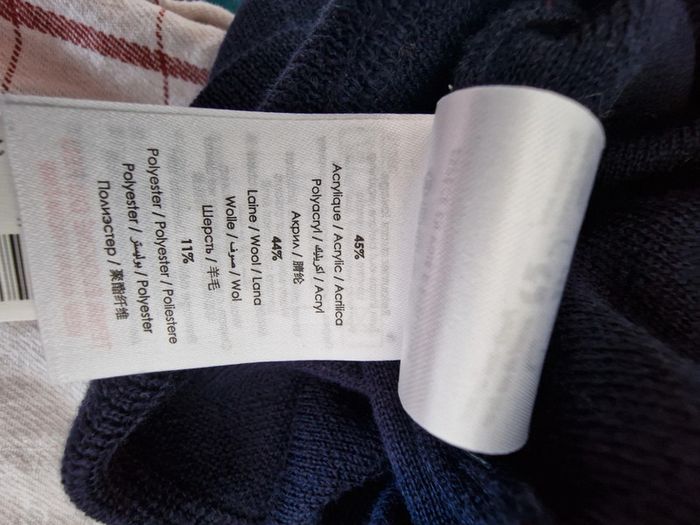 45%
Acrylique / Acrylic / Acrilica
Polyacryl / اكريليك / Acryl
Акрил / 腈纶
44%
Laine / Wool / Lana
Wolle / صوف / Wol
Шерсть / 羊毛
11%
Polyester / Polyester / Poliestere
Polyester / بوليستر / Polyester
Полиэстер / 聚酯纤维